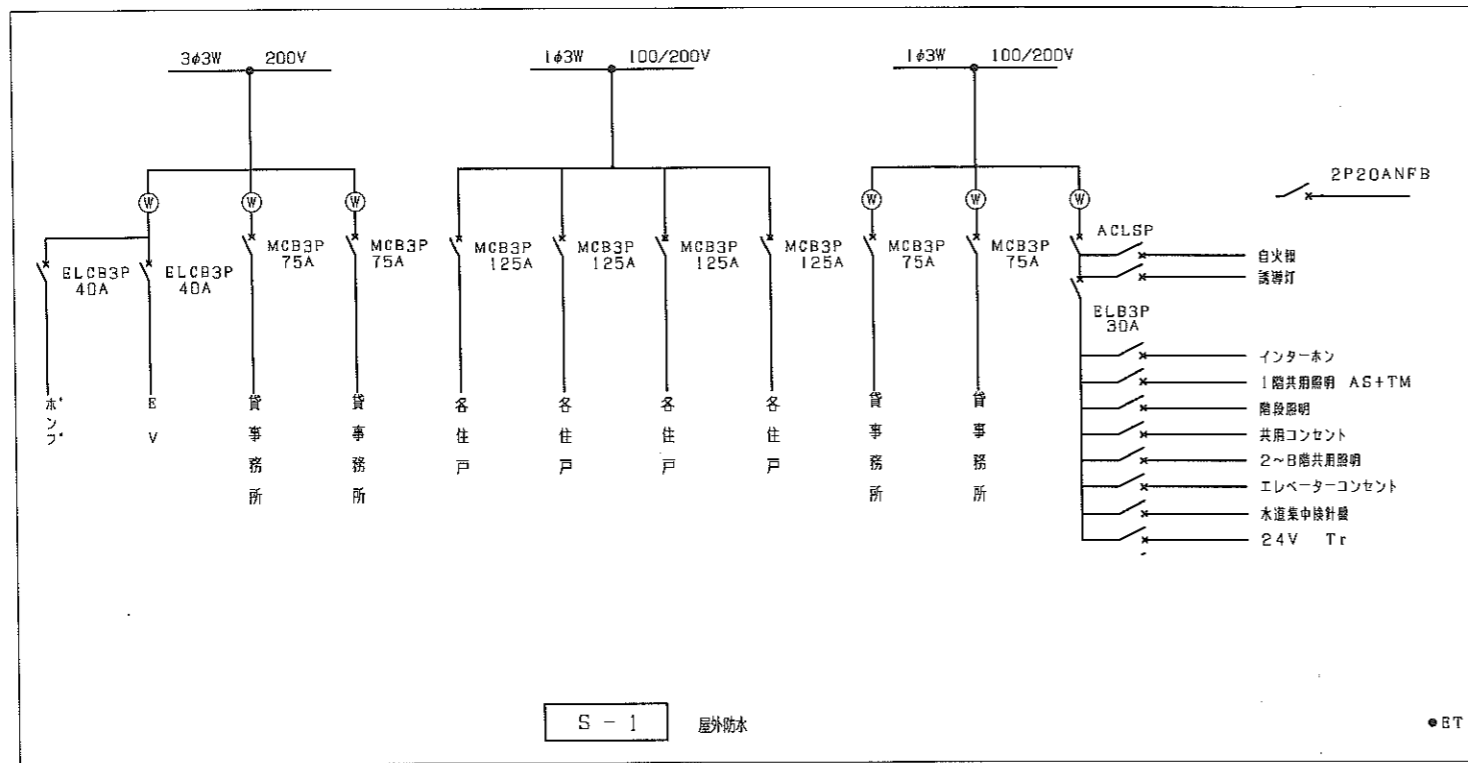 3φ3W 200V
1φ3W 100/200V
1φ3W 100/200V
2P20ANFB
W
W
W
W
W
W
ELCB3P
40A
ELCB3P
40A
MCB3P
75A
MCB3P
75A
MCB3P
125A
MCB3P
125A
MCB3P
125A
MCB3P
125A
MCB3P
75A
MCB3P
75A
ACLSP
自火報
誘導灯
ELB3P
30A
インターホン
1階共用照明 AS+TM
階段照明
共用コンセント
2~8階共用照明
エレベーターコンセント
水道集中検針盤
24V Tr
ポンプ
EV
貸事務所
貸事務所
各住戸
各住戸
各住戸
各住戸
貸事務所
貸事務所
S-1 屋外防水
ET